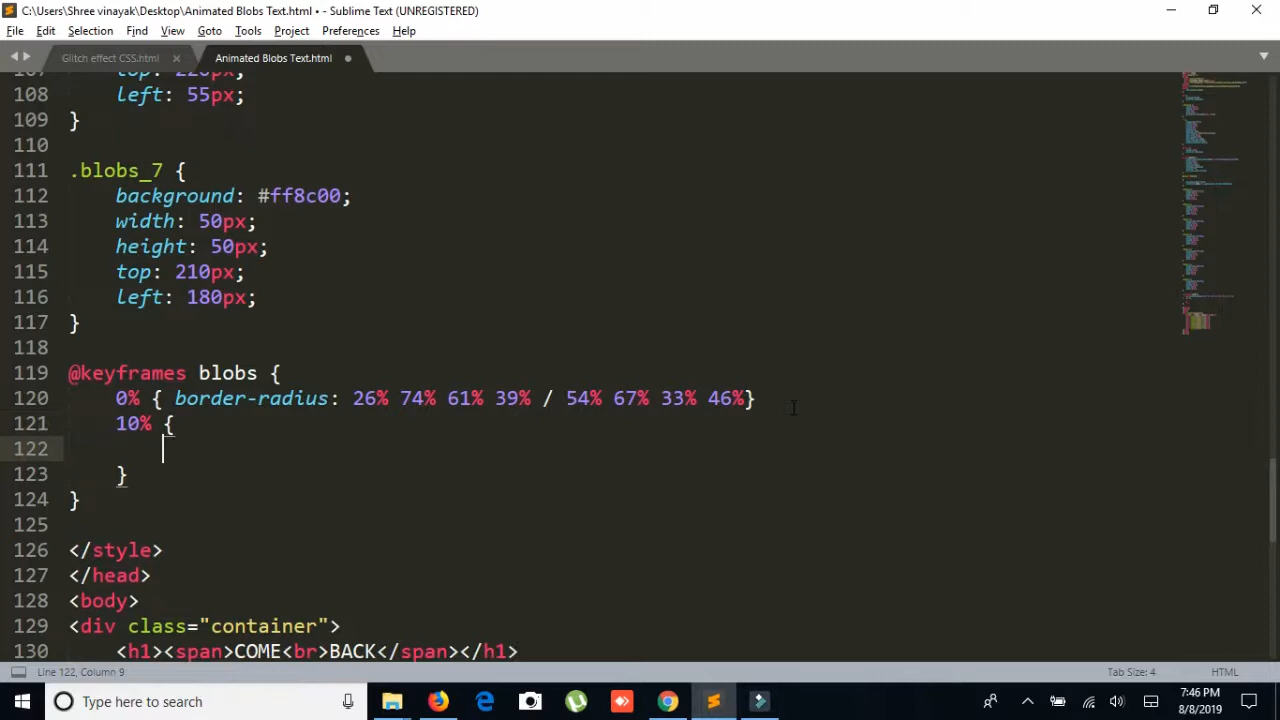 C:\Users\Shree vinayak\Desktop\Animated Blobs Text.html • - Sublime Text (UNREGISTERED)
File Edit Selection Find View Goto Tools Project Preferences Help
Glitch effect CSS.html Animated Blobs Text.html
108 left: 55px;
109 }
110
111 .blobs_7 {
112 background: #ff8c00;
113 width: 50px;
114 height: 50px;
115 top: 210px;
116 left: 180px;
117 }
118
119 @keyframes blobs {
120 0% { border-radius: 26% 74% 61% 39% / 54% 67% 33% 46%}
121 10% {
122
123 }
124 }
125
126 </style>
127 </head>
128 <body>
129 <div class="container">
130 <h1><span>COME<br>BACK</span></h1>
Line 122, Column 9 Tab Size: 4 HTML
Type here to search
7:46 PM
8/8/2019